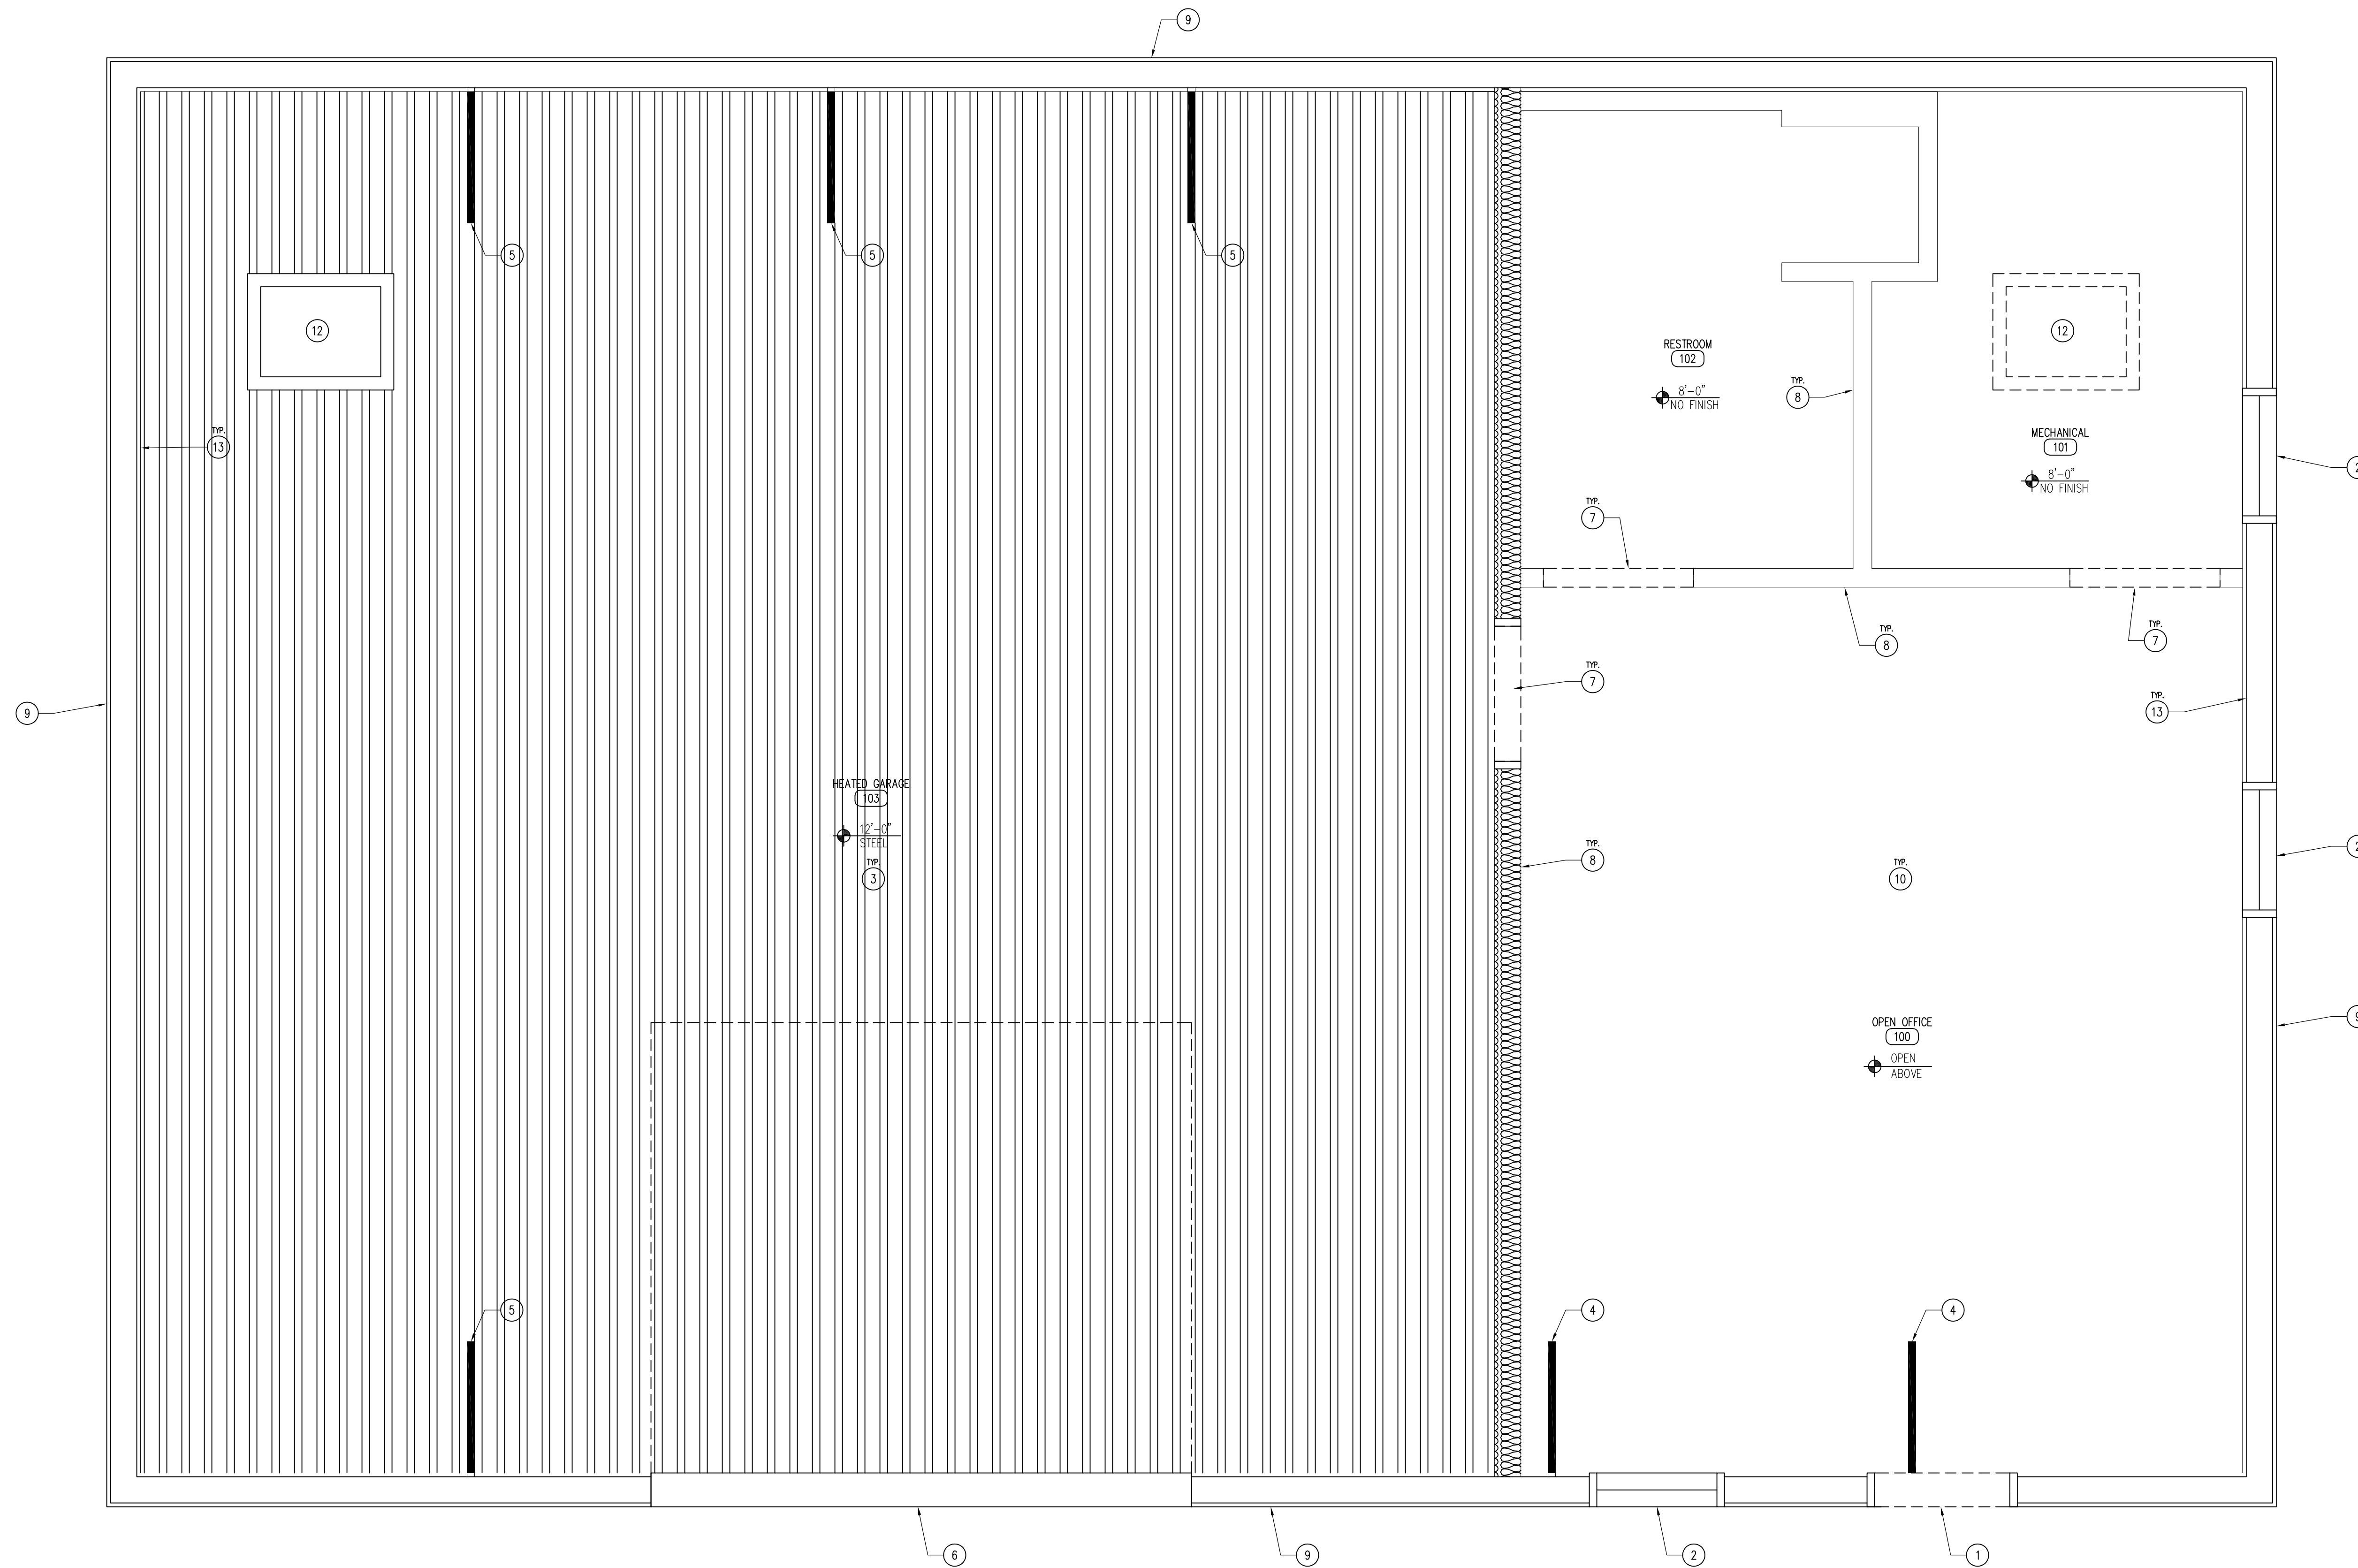 9
5
5
5
12
12
RESTROOM
102
8'-0"
NO FINISH
TYP.
8
MECHANICAL
101
8'-0"
NO FINISH
TYP.
13
2
TYP.
7
TYP.
8
TYP.
7
TYP.
7
9
TYP.
13
HEATED GARAGE
103
12'-0"
STEEL
TYP.
3
TYP.
8
TYP.
10
2
OPEN OFFICE
100
OPEN
ABOVE
9
5
4
4
6
9
2
1